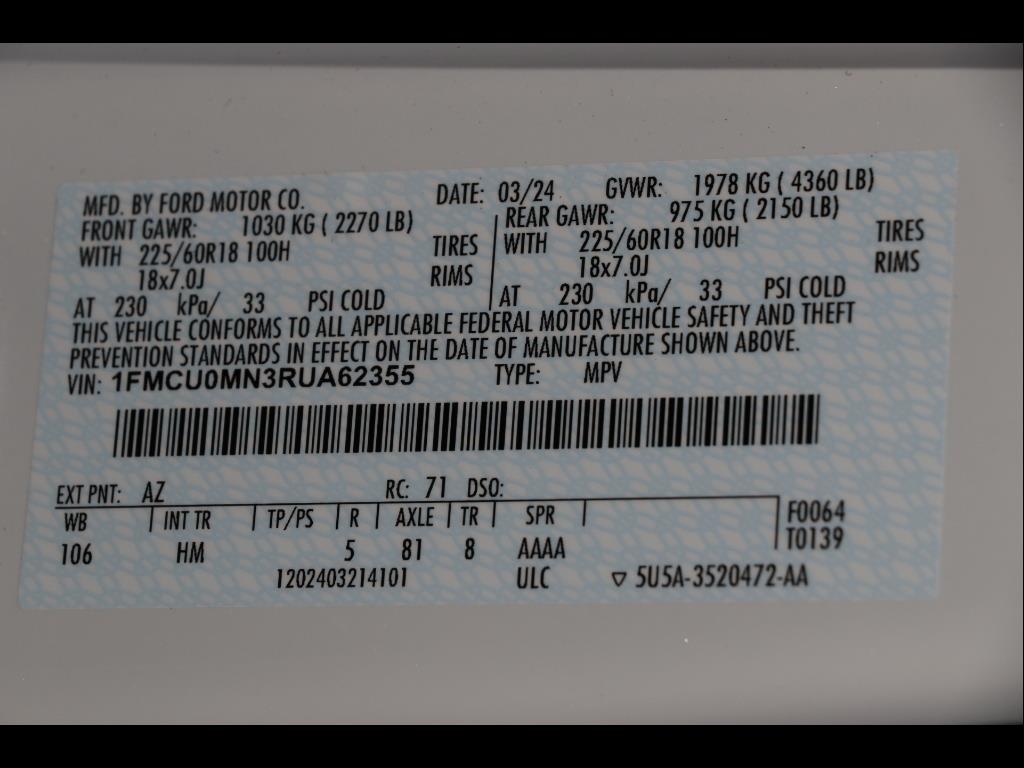 MFD. BY FORD MOTOR CO. DATE: 03/24 GVWR: 1978 KG ( 4360 LB)
FRONT GAWR: 1030 KG ( 2270 LB) REAR GAWR: 975 KG ( 2150 LB)
WITH 225/60R18 100H TIRES WITH 225/60R18 100H TIRES
18x7.0J RIMS 18x7.0J RIMS
AT 230 kPa/ 33 PSI COLD AT 230 kPa/ 33 PSI COLD
THIS VEHICLE CONFORMS TO ALL APPLICABLE FEDERAL MOTOR VEHICLE SAFETY AND THEFT
PREVENTION STANDARDS IN EFFECT ON THE DATE OF MANUFACTURE SHOWN ABOVE.
VIN: 1FMCU0MN3RUA62355 TYPE: MPV
EXT PNT: AZ RC: 71 DSO:
WB INT TR TP/PS R AXLE TR SPR F0064
106 HM 5 81 8 AAAA T0139
1202403214101 ULC ▽ 5U5A-3520472-AA